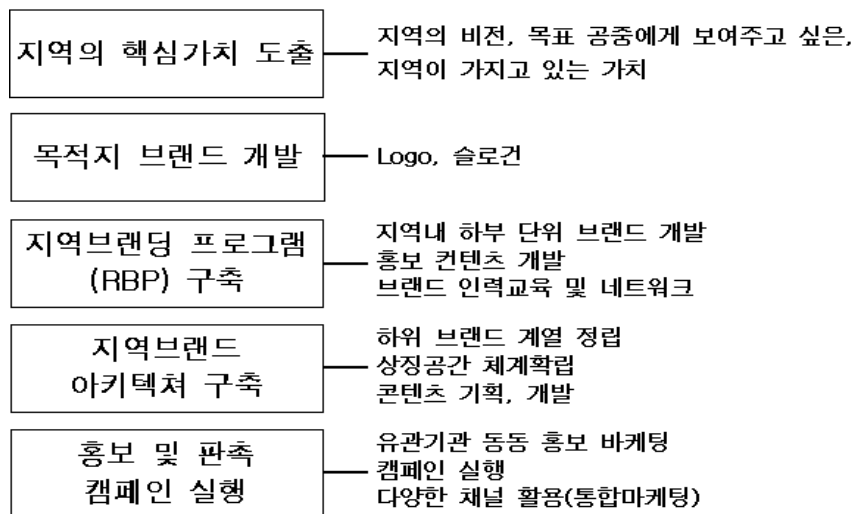 지역의 핵심가치 도출
지역의 비전, 목표 공중에게 보여주고 싶은,
지역이 가지고 있는 가치
목적지 브랜드 개발
Logo, 슬로건
지역브랜딩 프로그램
(RBP) 구축
지역내 하부 단위 브랜드 개발
홍보 컨텐츠 개발
브랜드 인력교육 및 네트워크
지역브랜드
아키텍쳐 구축
하위 브랜드 계열 정립
상징공간 체계확립
콘텐츠 기획, 개발
홍보 및 판촉
캠페인 실행
유관기관 동동 홍보 바케팅
캠페인 실행
다양한 채널 활용(통합마케팅)